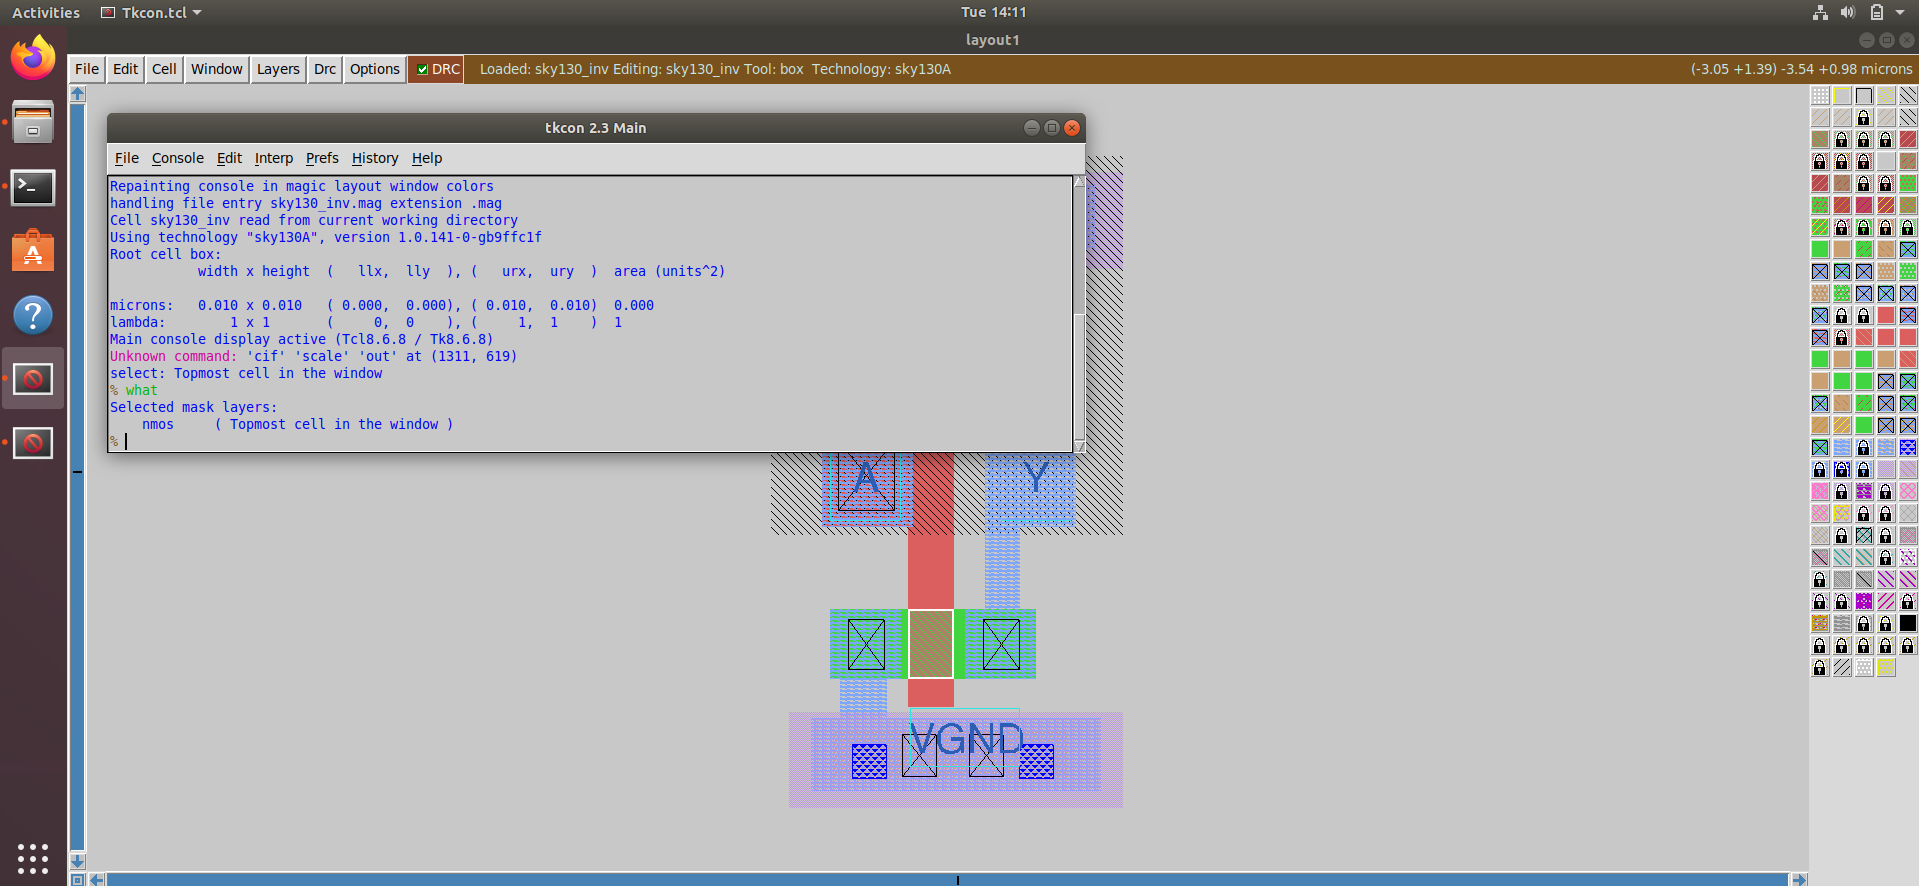 Activities Tkcon.tcl Tue 14:11
layout1
File Edit Cell Window Layers Drc Options DRC Loaded: sky130_inv Editing: sky130_inv Tool: box Technology: sky130A (-3.05 +1.39) -3.54 +0.98 microns
tkcon 2.3 Main
File Console Edit Interp Prefs History Help
Repainting console in magic layout window colors
handling file entry sky130_inv.mag extension .mag
Cell sky130_inv read from current working directory
Using technology "sky130A", version 1.0.141-0-gb9ffc1f
Root cell box:
width x height ( llx, lly ), ( urx, ury ) area (units^2)
microns: 0.010 x 0.010 ( 0.000, 0.000), ( 0.010, 0.010) 0.000
lambda: 1 x 1 ( 0, 0 ), ( 1, 1 ) 1
Main console display active (Tcl8.6.8 / Tk8.6.8)
Unknown command: 'cif' 'scale' 'out' at (1311, 619)
select: Topmost cell in the window
% what
Selected mask layers:
nmos ( Topmost cell in the window )
%
A Y
VGND